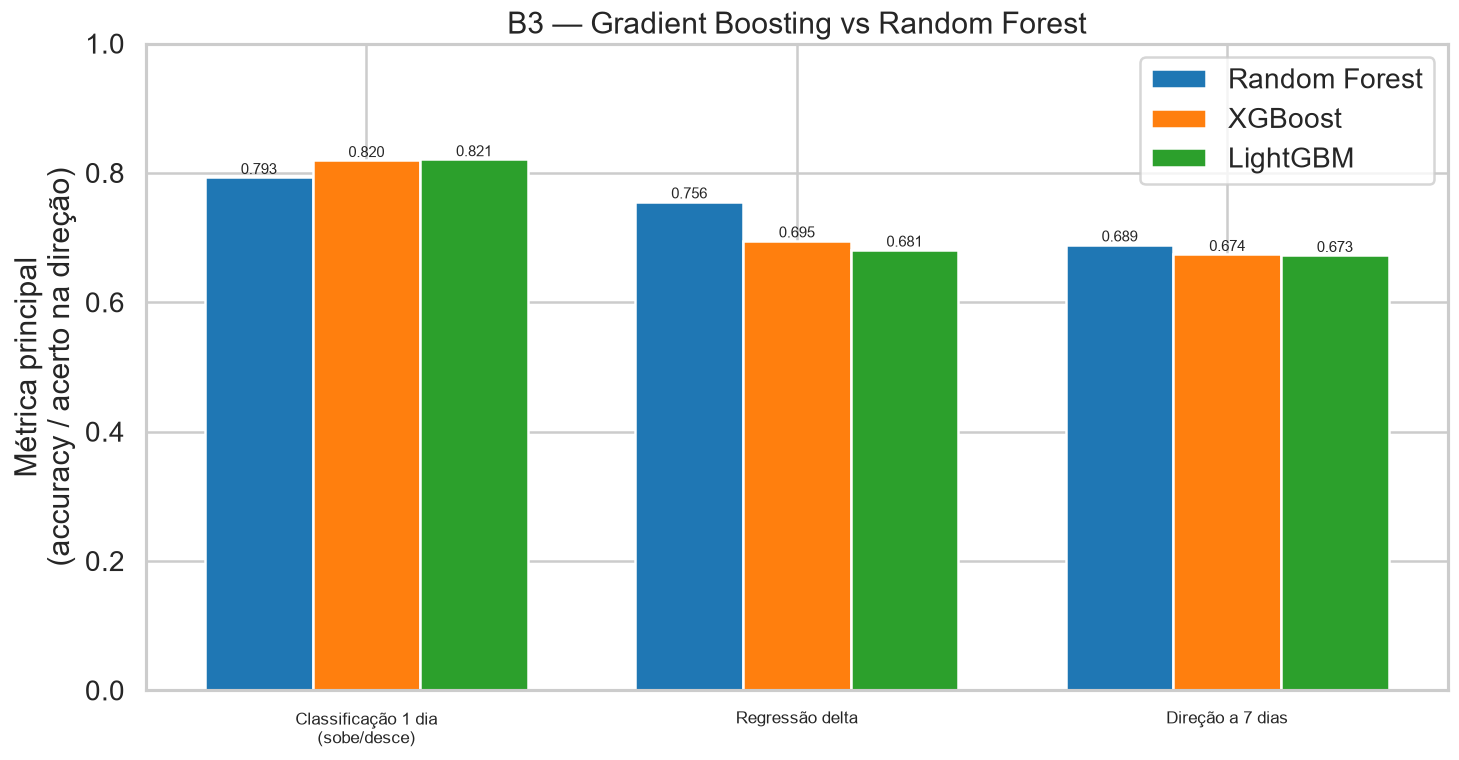 B3 — Gradient Boosting vs Random Forest
Métrica principal
(accuracy / acerto na direção)
1.0
0.8
0.6
0.4
0.2
0.0
Random Forest
XGBoost
LightGBM
0.793
0.820
0.821
0.756
0.695
0.681
0.689
0.674
0.673
Classificação 1 dia
(sobe/desce)
Regressão delta
Direção a 7 dias